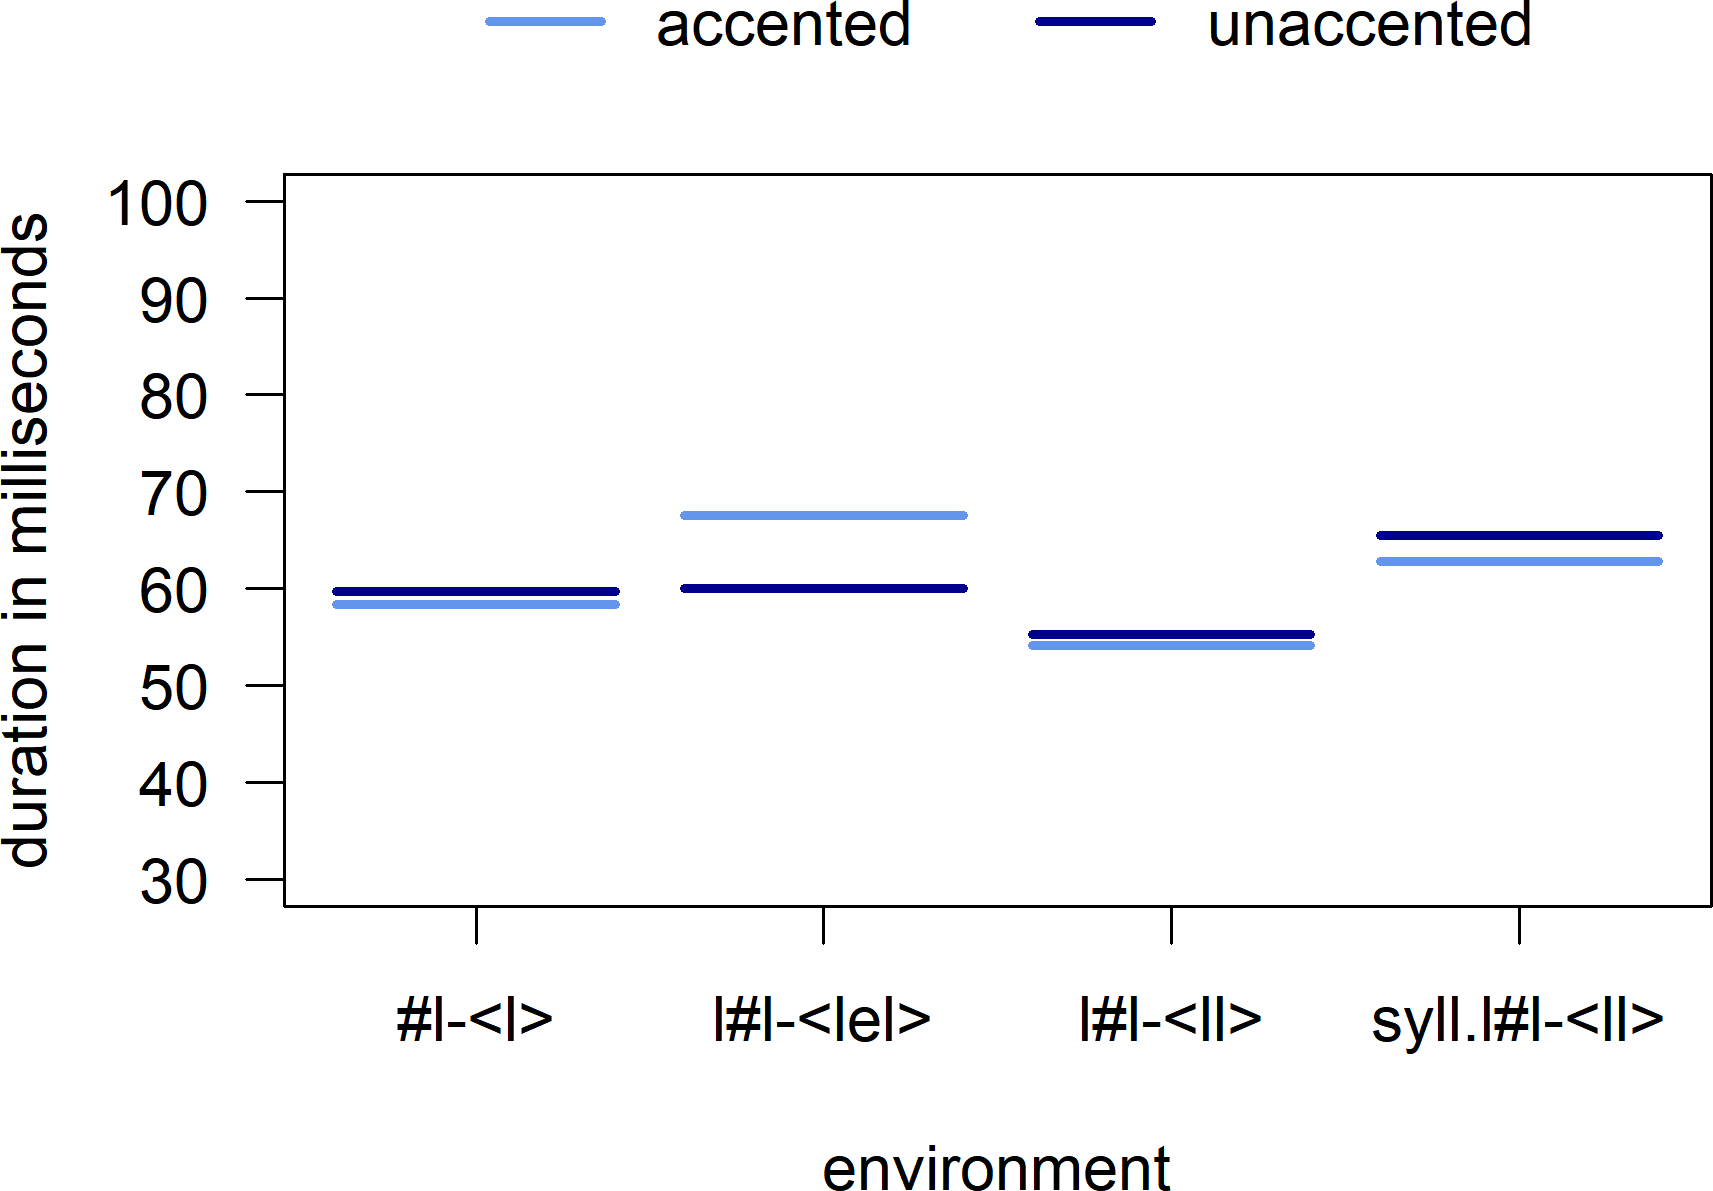 accented unaccented
100
90
80
70
60
50
40
30
duration in milliseconds
#l-<l> l#l-<lel> l#l-<ll> syll.l#l-<ll>
environment